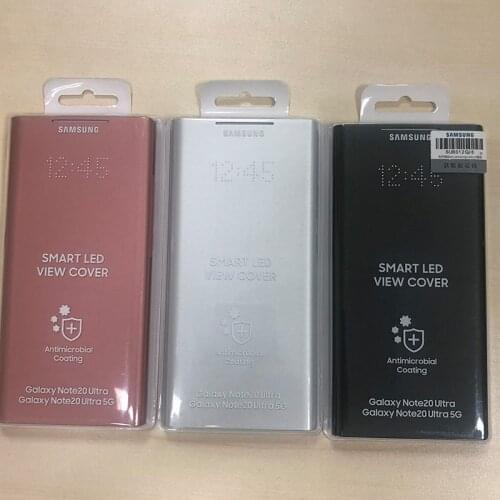 SAMSUNG
12:45
SMART LED
VIEW COVER
Antimicrobial
Coating
Galaxy Note20 Ultra
Galaxy Note20 Ultra 5G
SAMSUNG
12:45
SMART LED
VIEW COVER
Antimicrobial
Coating
Galaxy Note20 Ultra
Galaxy Note20 Ultra 5G
SAMSUNG
SAMSUNG
12:45
SMART LED
VIEW COVER
Antimicrobial
Coating
Galaxy Note20 Ultra
Galaxy Note20 Ultra 5G